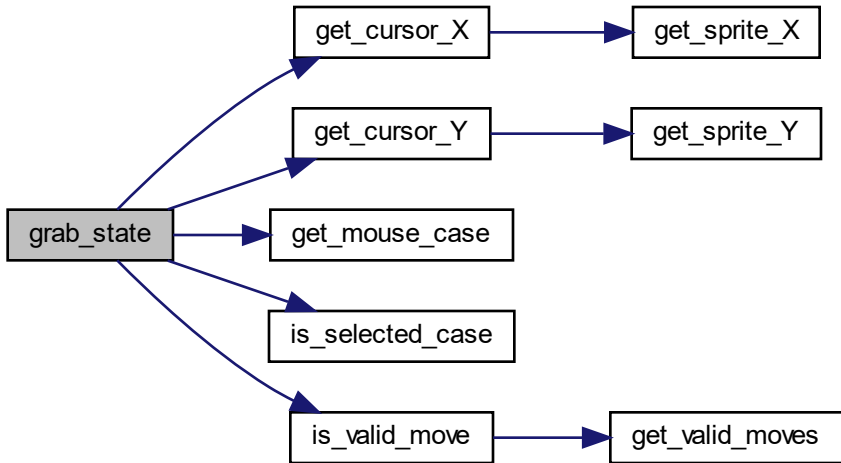 get_cursor_X
get_sprite_X
get_cursor_Y
get_sprite_Y
grab_state
get_mouse_case
is_selected_case
is_valid_move
get_valid_moves